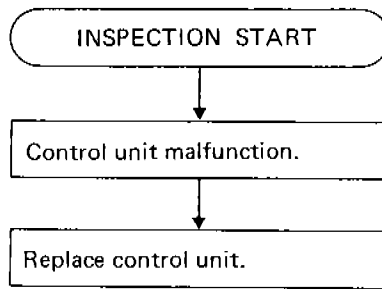 INSPECTION START
Control unit malfunction.
Replace control unit.